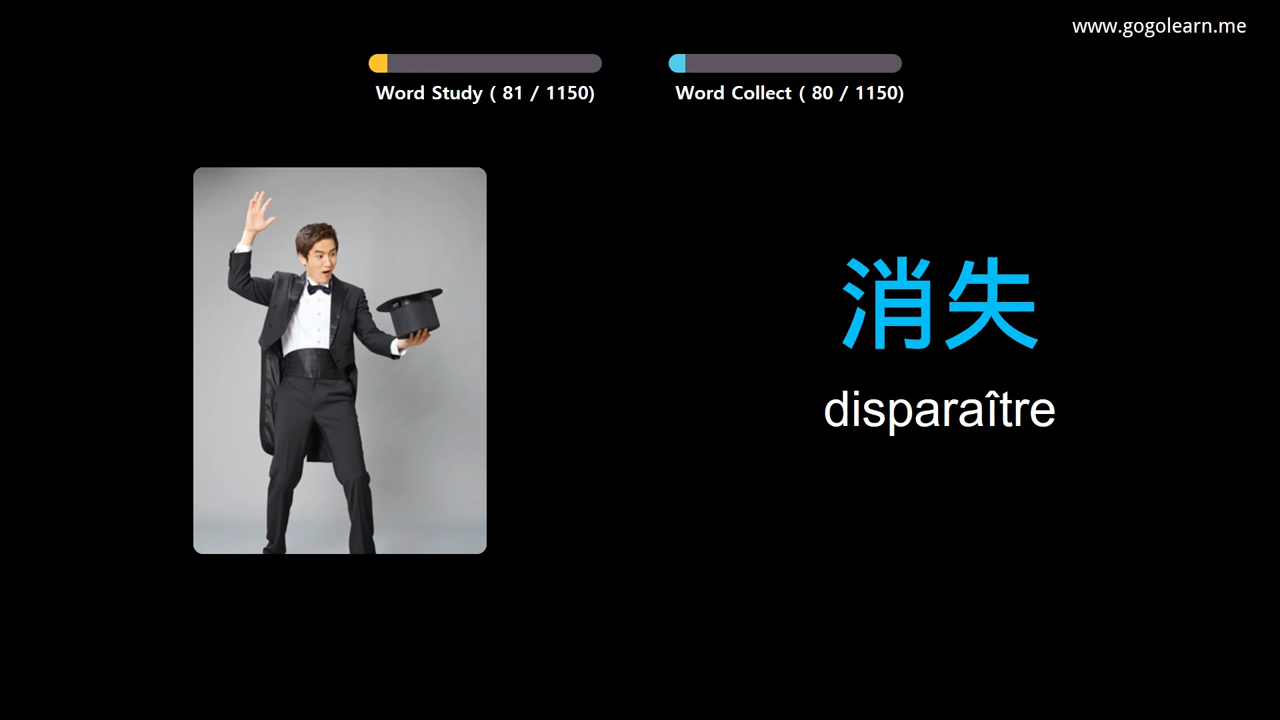 www.gogolearn.me
Word Study ( 81 / 1150)
Word Collect ( 80 / 1150)
消失
disparaître